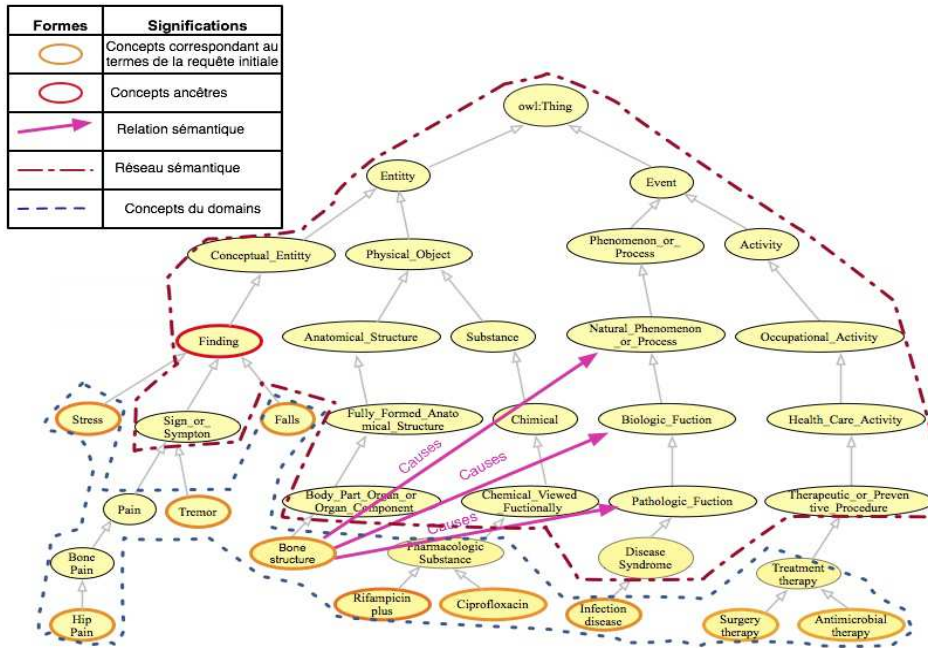 Formes
Significations
Concepts correspondant au
termes de la requête initiale
Concepts ancêtres
Relation sémantique
Réseau sémantique
Concepts du domains
owl:Thing
Entitty
Event
Conceptual_Entitty
Physical_Object
Phenomenon_or_
Process
Activity
Finding
Anatomical_Structure
Substance
Natural_Phenomenon
_or_Process
Occupational_Activity
Stress
Sign_or_
Sympton
Falls
Fully_Formed_Anato
mical_Structure
Chimical
Biologic_Fuction
Health_Care_Activity
Causes
Causes
Causes
Pain
Tremor
Body_Part_Organ_or
Organ_Component
Chemical_Viewed
_Fuctionally
Pathologic_Fuction
Therapeutic_or_Preven
tive_Procedure
Bone
Pain
Bone
structure
Pharmacologic
Substance
Disease
Syndrome
Treatment
therapy
Hip
Pain
Rifampicin
plus
Ciprofloxacin
Infection
disease
Surgery
therapy
Antimicrobial
therapy